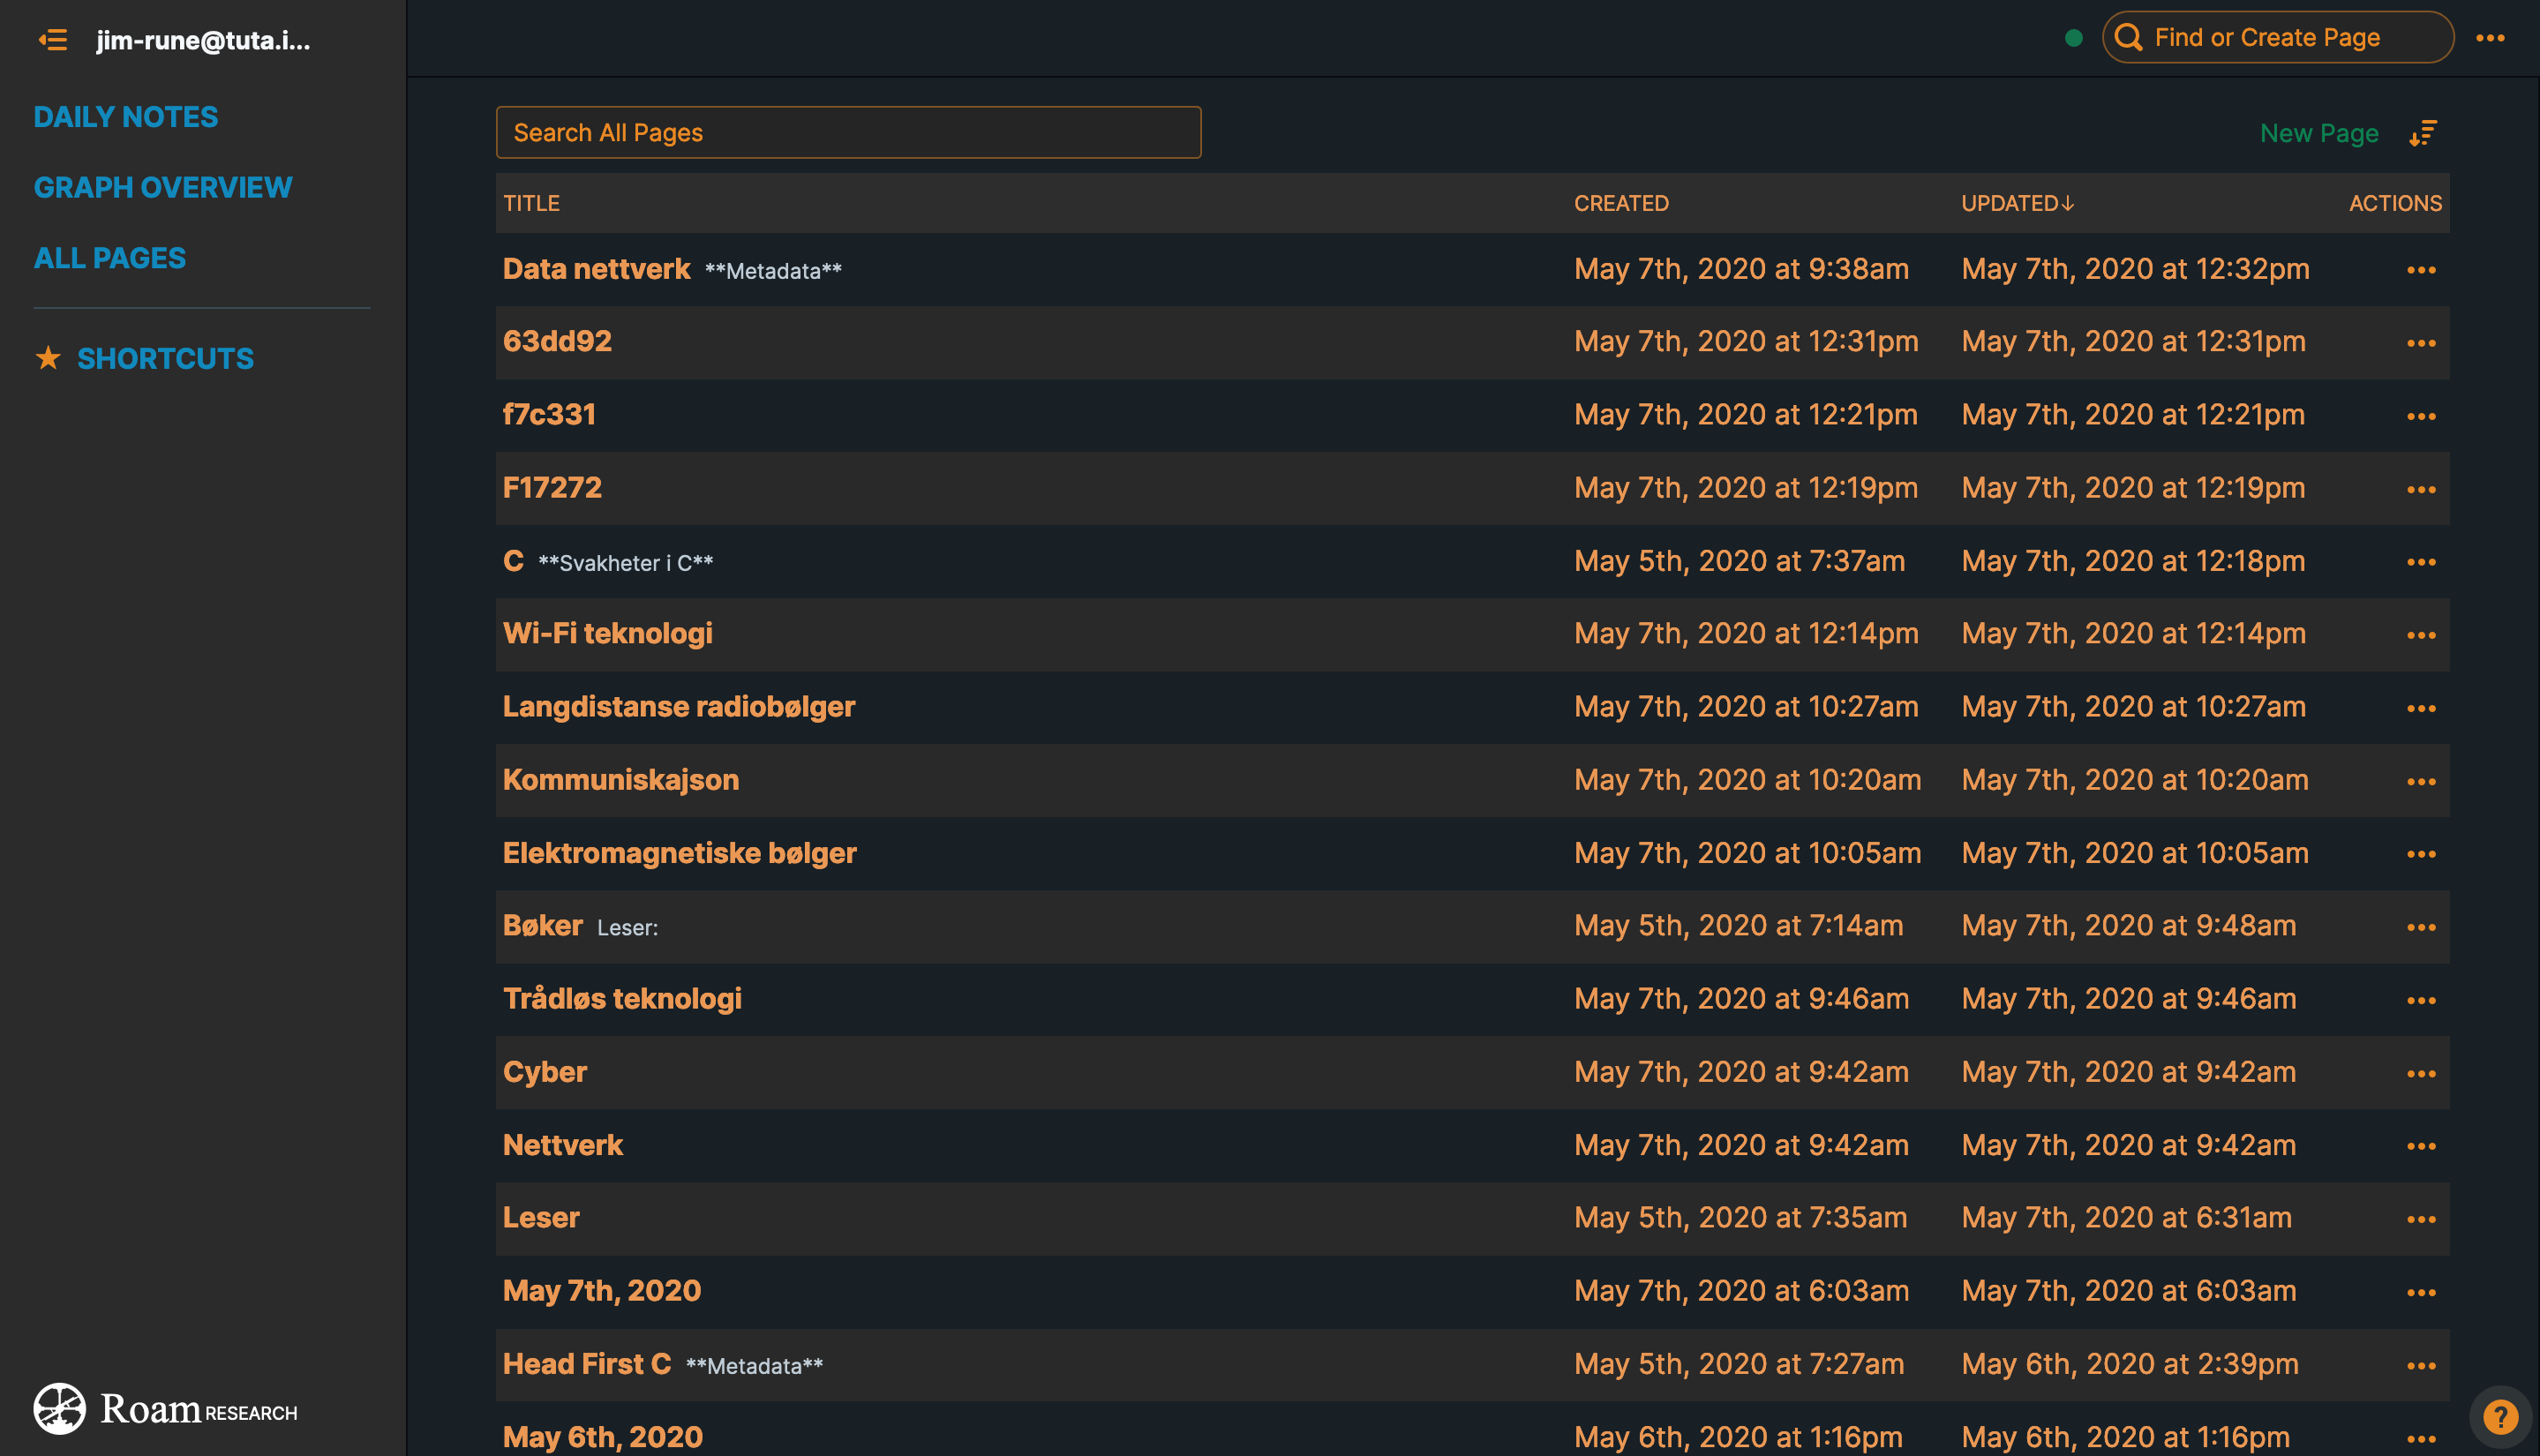 jim-rune@tuta.i...
Find or Create Page
DAILY NOTES
GRAPH OVERVIEW
ALL PAGES
SHORTCUTS
Search All Pages
New Page
TITLE CREATED UPDATED↓ ACTIONS
Data nettverk **Metadata** May 7th, 2020 at 9:38am May 7th, 2020 at 12:32pm
63dd92 May 7th, 2020 at 12:31pm May 7th, 2020 at 12:31pm
f7c331 May 7th, 2020 at 12:21pm May 7th, 2020 at 12:21pm
F17272 May 7th, 2020 at 12:19pm May 7th, 2020 at 12:19pm
C **Svakheter i C** May 5th, 2020 at 7:37am May 7th, 2020 at 12:18pm
Wi-Fi teknologi May 7th, 2020 at 12:14pm May 7th, 2020 at 12:14pm
Langdistanse radiobølger May 7th, 2020 at 10:27am May 7th, 2020 at 10:27am
Kommuniskajson May 7th, 2020 at 10:20am May 7th, 2020 at 10:20am
Elektromagnetiske bølger May 7th, 2020 at 10:05am May 7th, 2020 at 10:05am
Bøker Leser: May 5th, 2020 at 7:14am May 7th, 2020 at 9:48am
Trådløs teknologi May 7th, 2020 at 9:46am May 7th, 2020 at 9:46am
Cyber May 7th, 2020 at 9:42am May 7th, 2020 at 9:42am
Nettverk May 7th, 2020 at 9:42am May 7th, 2020 at 9:42am
Leser May 5th, 2020 at 7:35am May 7th, 2020 at 6:31am
May 7th, 2020 May 7th, 2020 at 6:03am May 7th, 2020 at 6:03am
Head First C **Metadata** May 5th, 2020 at 7:27am May 6th, 2020 at 2:39pm
May 6th, 2020 May 6th, 2020 at 1:16pm May 6th, 2020 at 1:16pm
Roam RESEARCH
?